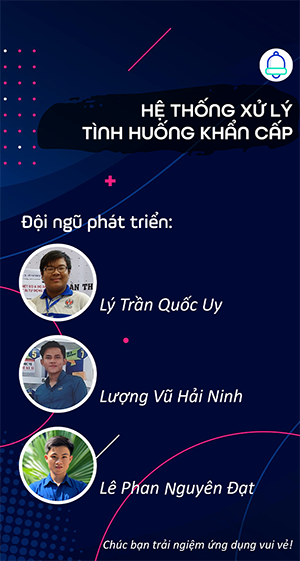 HỆ THỐNG XỬ LÝ
TÌNH HUỐNG KHẨN CẤP
Đội ngũ phát triển:
Lý Trần Quốc Uy
Lượng Vũ Hải Ninh
Lê Phan Nguyên Đạt
Chúc bạn trải ngiệm ứng dụng vui vẻ!